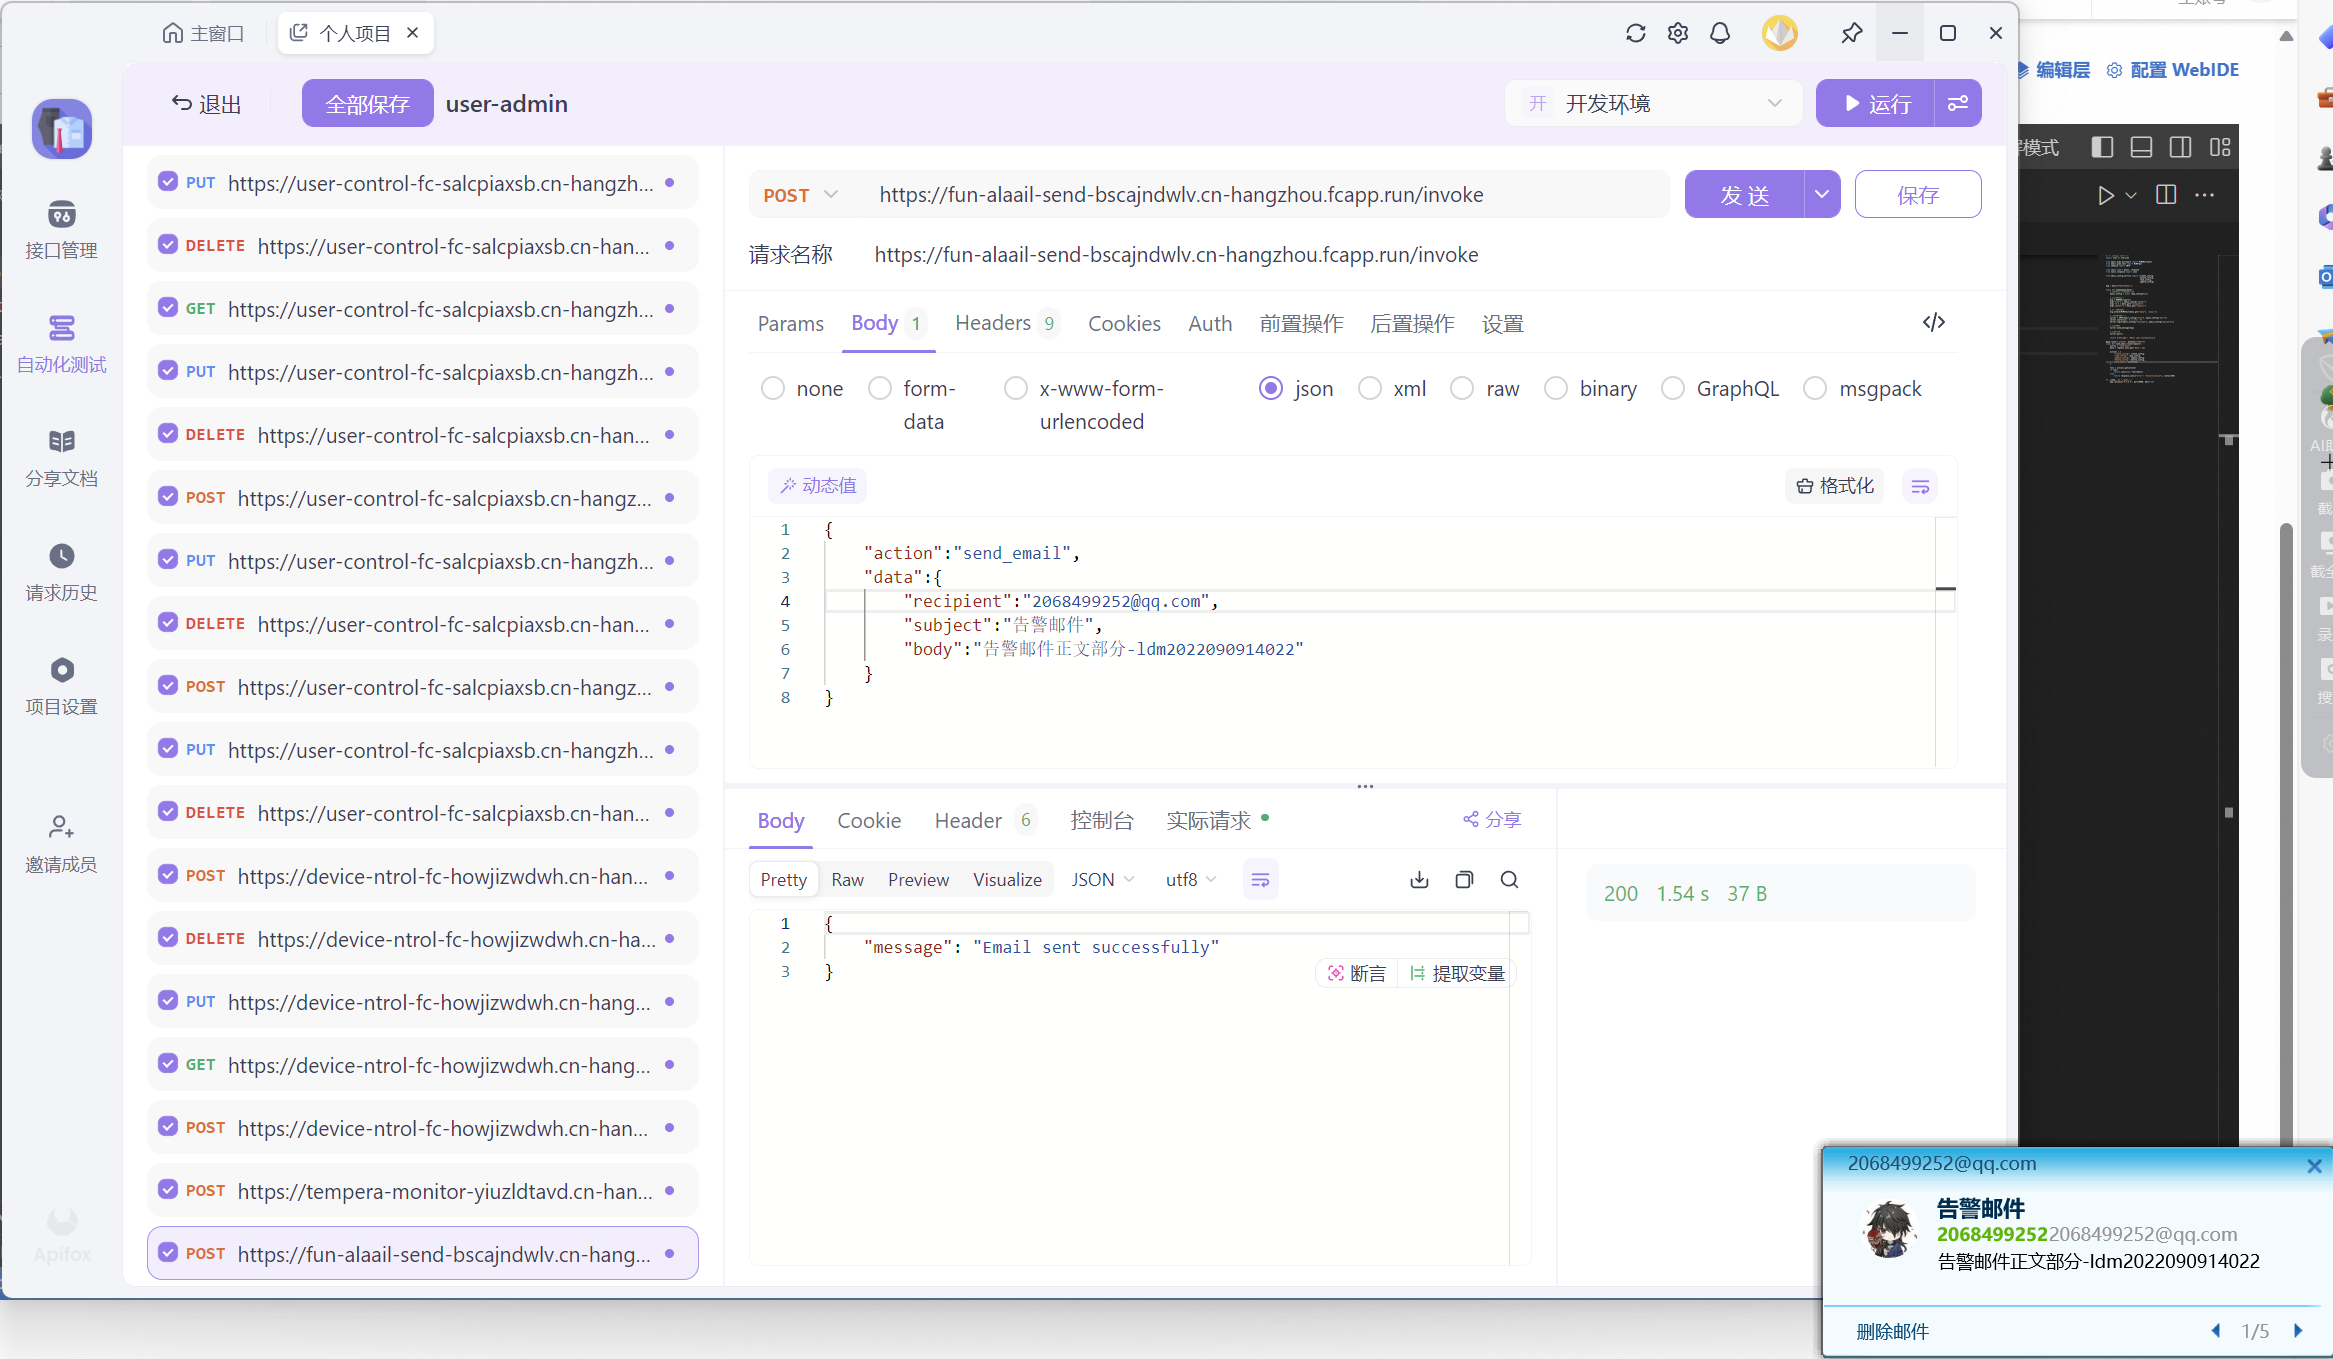 主窗口
个人项目
退出
全部保存
user-admin
开 开发环境
运行
接口管理
自动化测试
分享文档
请求历史
项目设置
邀请成员
Apifox
PUT https://user-control-fc-salcpiaxsb.cn-hangzh...
DELETE https://user-control-fc-salcpiaxsb.cn-han...
GET https://user-control-fc-salcpiaxsb.cn-hangzh...
PUT https://user-control-fc-salcpiaxsb.cn-hangzh...
DELETE https://user-control-fc-salcpiaxsb.cn-han...
POST https://user-control-fc-salcpiaxsb.cn-hangz...
PUT https://user-control-fc-salcpiaxsb.cn-hangzh...
DELETE https://user-control-fc-salcpiaxsb.cn-han...
POST https://user-control-fc-salcpiaxsb.cn-hangz...
PUT https://user-control-fc-salcpiaxsb.cn-hangzh...
DELETE https://user-control-fc-salcpiaxsb.cn-han...
POST https://device-ntrol-fc-howjizwdwh.cn-han...
DELETE https://device-ntrol-fc-howjizwdwh.cn-ha...
PUT https://device-ntrol-fc-howjizwdwh.cn-hang...
GET https://device-ntrol-fc-howjizwdwh.cn-hang...
POST https://device-ntrol-fc-howjizwdwh.cn-han...
POST https://tempera-monitor-yiuzldtavd.cn-han...
POST https://fun-alaail-send-bscajndwlv.cn-hang...
POST https://fun-alaail-send-bscajndwlv.cn-hangzhou.fcapp.run/invoke
发 送
保存
请求名称 https://fun-alaail-send-bscajndwlv.cn-hangzhou.fcapp.run/invoke
Params Body 1 Headers 9 Cookies Auth 前置操作 后置操作 设置
none form-data x-www-form-urlencoded json xml raw binary GraphQL msgpack
动态值
格式化
1 {
2 "action":"send_email",
3 "data":{
4 "recipient":"2068499252@qq.com",
5 "subject":"告警邮件",
6 "body":"告警邮件正文部分-ldm2022090914022"
7 }
8 }
Body Cookie Header 6 控制台 实际请求
分享
Pretty Raw Preview Visualize JSON utf8
1 {
2 "message": "Email sent successfully"
3 }
断言 提取变量
200 1.54 s 37 B
编辑层 配置 WebIDE
模式
2068499252@qq.com
告警邮件
20684992522068499252@qq.com
告警邮件正文部分-ldm2022090914022
删除邮件
1/5